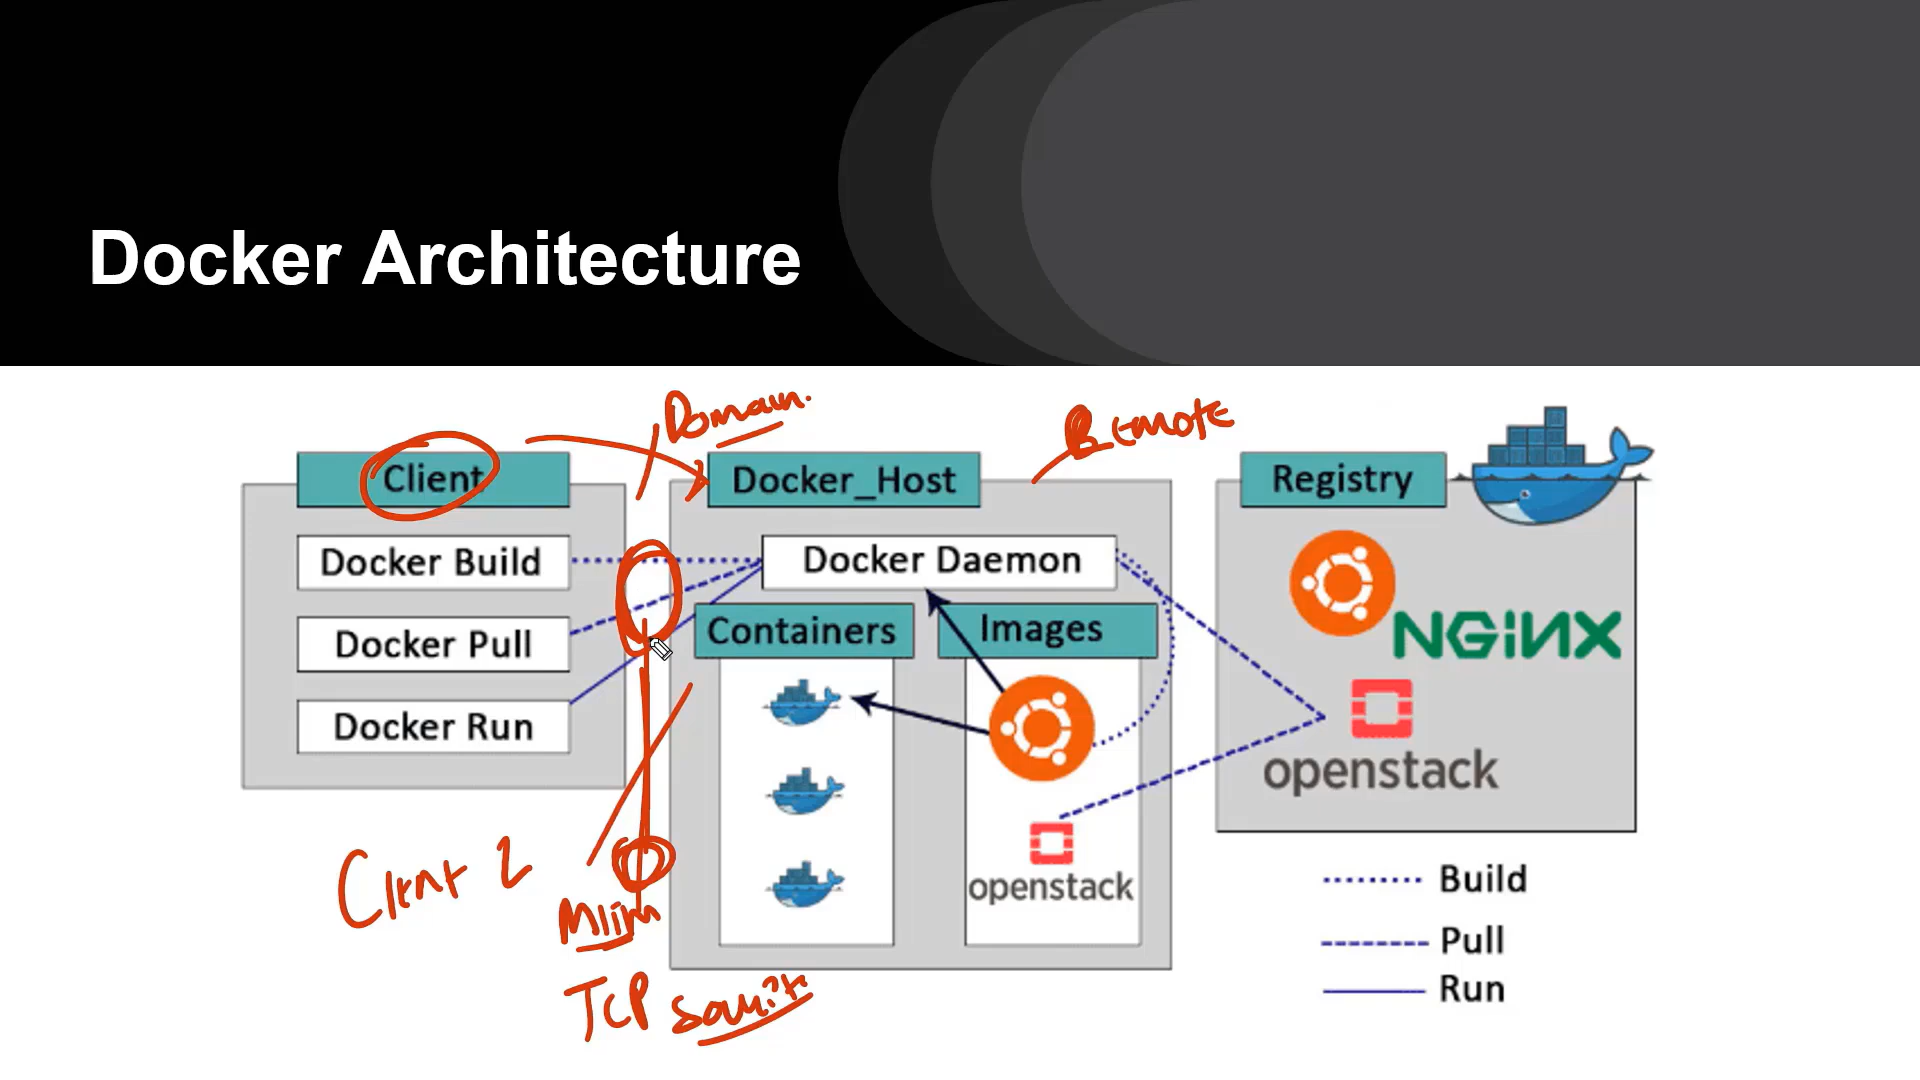 Docker Architecture
Domain.
Remote
Client
Docker_Host
Registry
Docker Build
Docker Daemon
Docker Pull
Containers
Images
NGiNX
Docker Run
openstack
Client 2
openstack
Build
Pull
TCP
Run